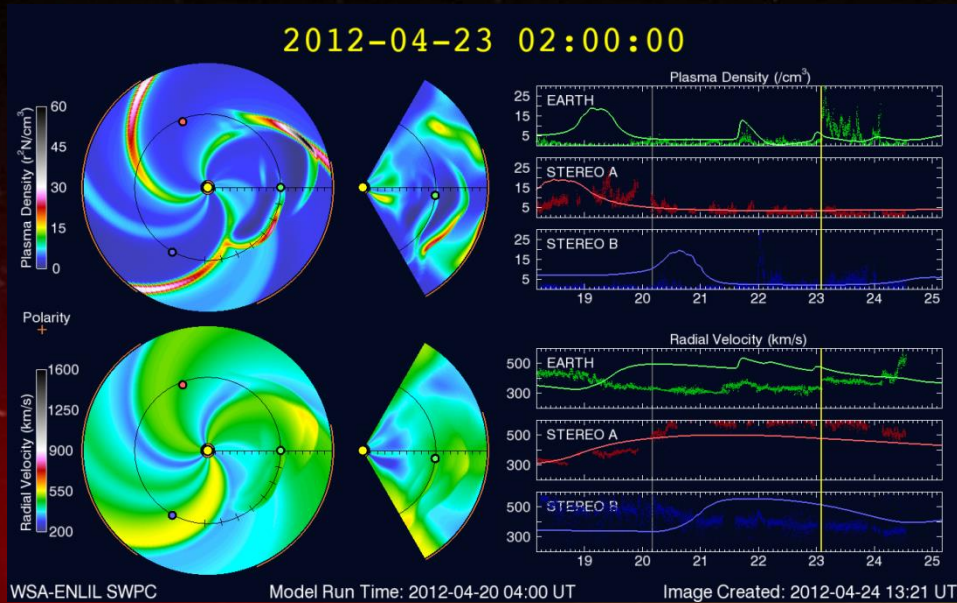 2012-04-23 02:00:00
Plasma Density (r²N/cm³)
60
45
30
15
0
Plasma Density (/cm³)
EARTH
25
15
5
STEREO A
25
15
5
STEREO B
25
15
5
19 20 21 22 23 24 25
Polarity
+
Radial Velocity (km/s)
1600
1250
900
550
200
Radial Velocity (km/s)
EARTH
500
300
STEREO A
500
300
STEREO B
500
300
19 20 21 22 23 24 25
WSA-ENLIL SWPC Model Run Time: 2012-04-20 04:00 UT Image Created: 2012-04-24 13:21 UT